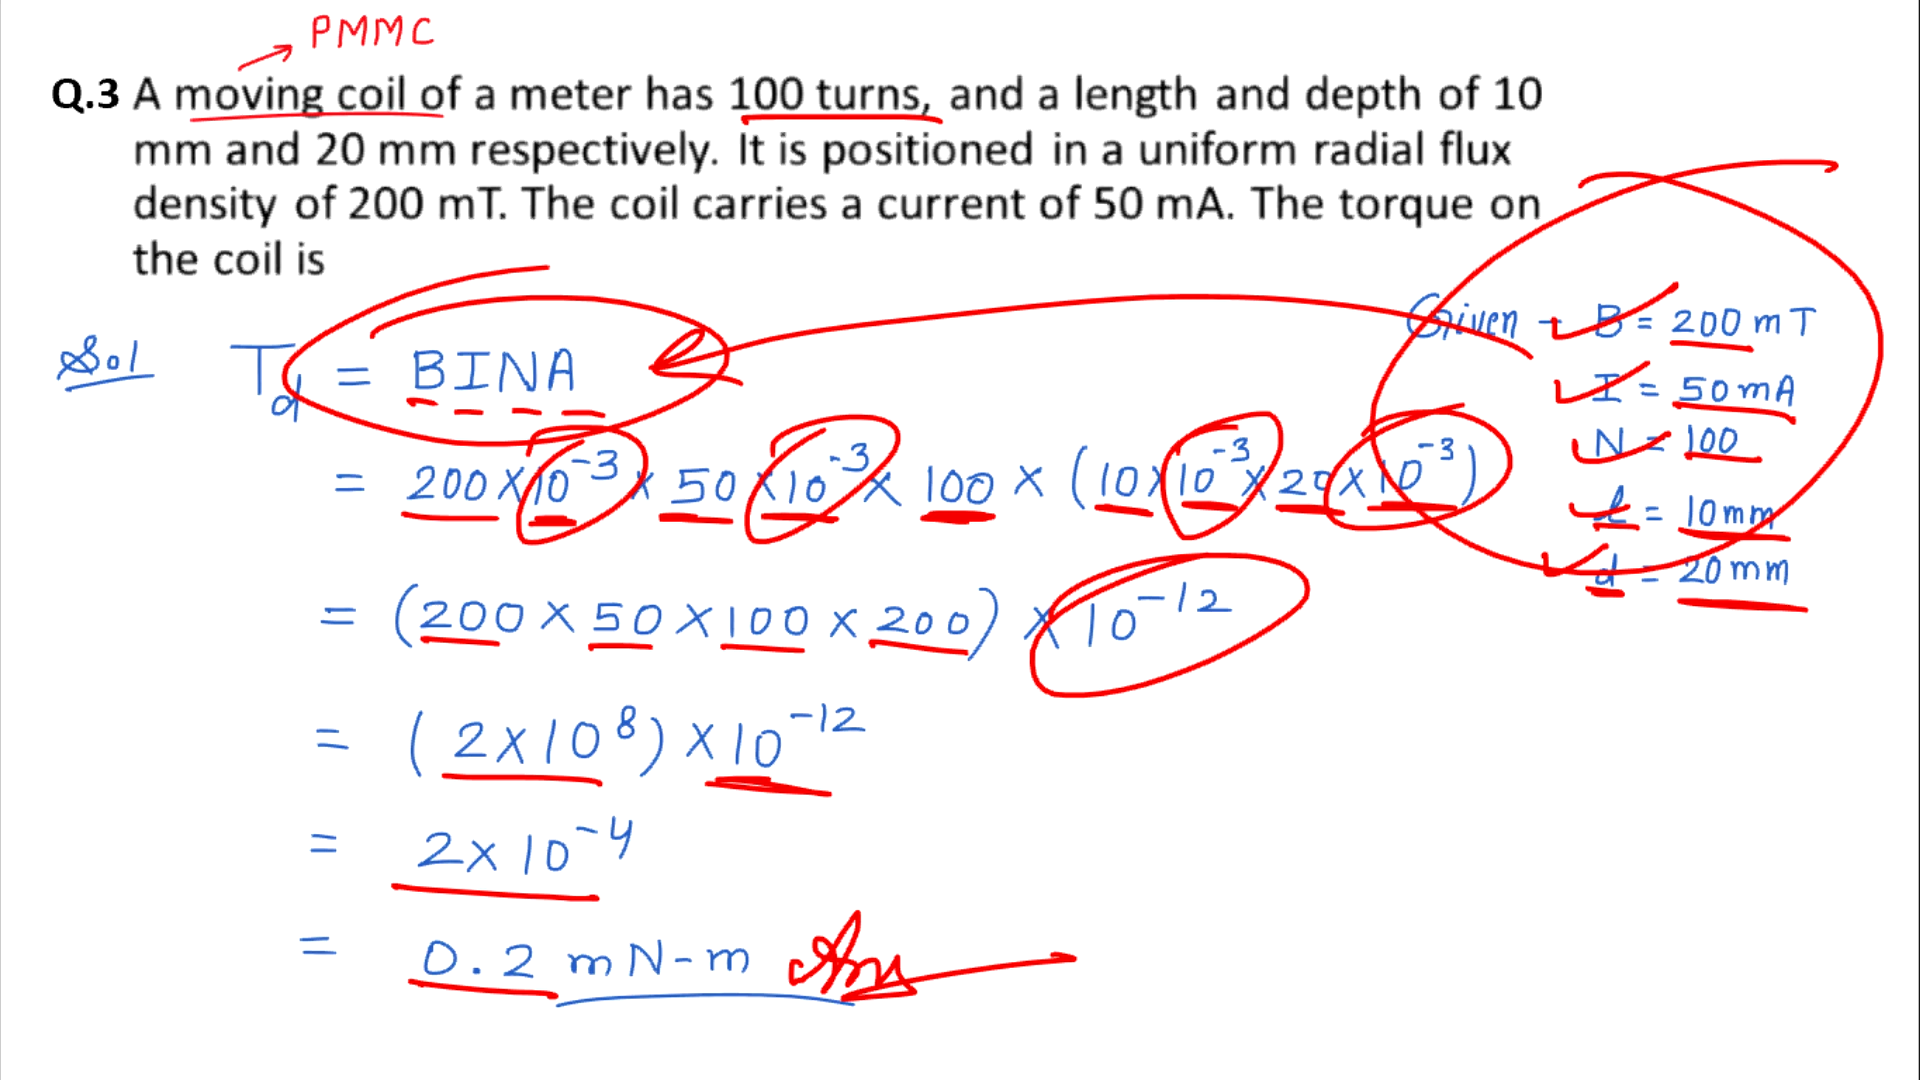 PMMC
Q.3 A moving coil of a meter has 100 turns, and a length and depth of 10
mm and 20 mm respectively. It is positioned in a uniform radial flux
density of 200 mT. The coil carries a current of 50 mA. The torque on
the coil is
Given - B = 200 mT
I = 50 mA
N = 100
l = 10 mm
d = 20 mm
Sol Td = BINA
= 200 × 10⁻³ × 50 × 10⁻³ × 100 × (10 × 10⁻³ × 20 × 10⁻³)
= (200 × 50 × 100 × 200) × 10⁻¹²
= (2 × 10⁸) × 10⁻¹²
= 2 × 10⁻⁴
= 0.2 mN-m Ans